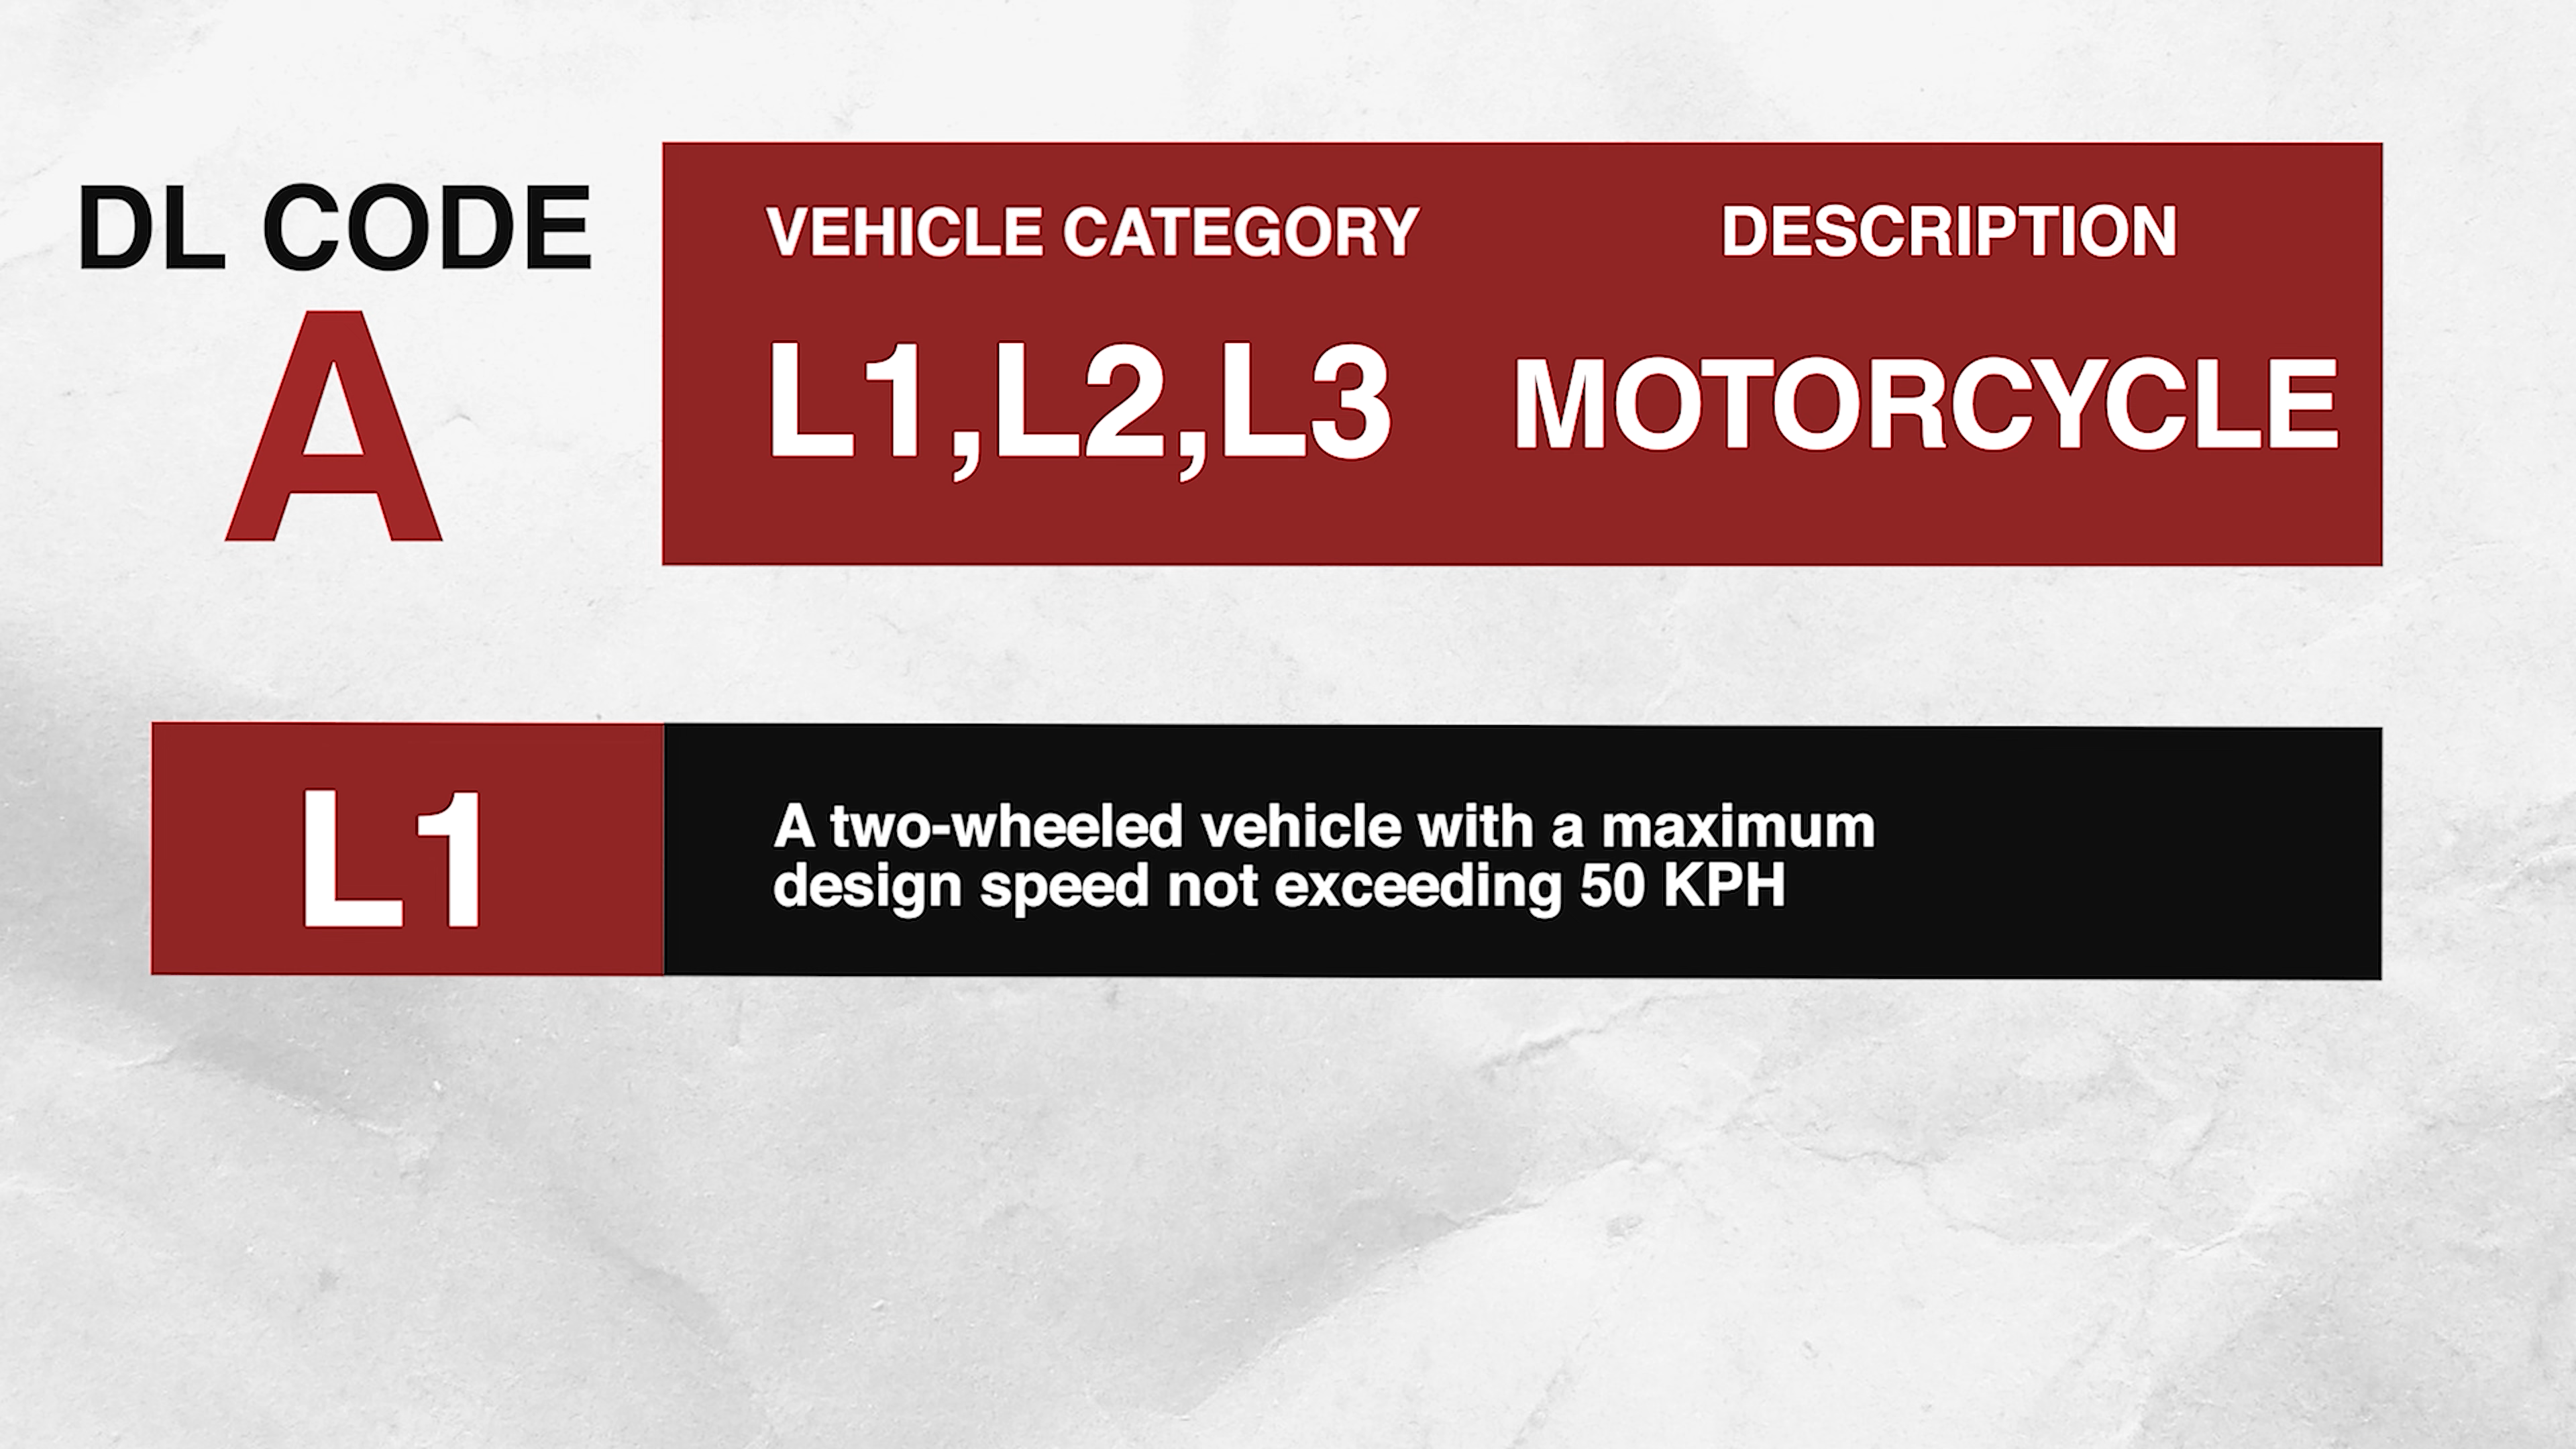 DL CODE
A
VEHICLE CATEGORY
DESCRIPTION
L1,L2,L3
MOTORCYCLE
L1
A two-wheeled vehicle with a maximum
design speed not exceeding 50 KPH